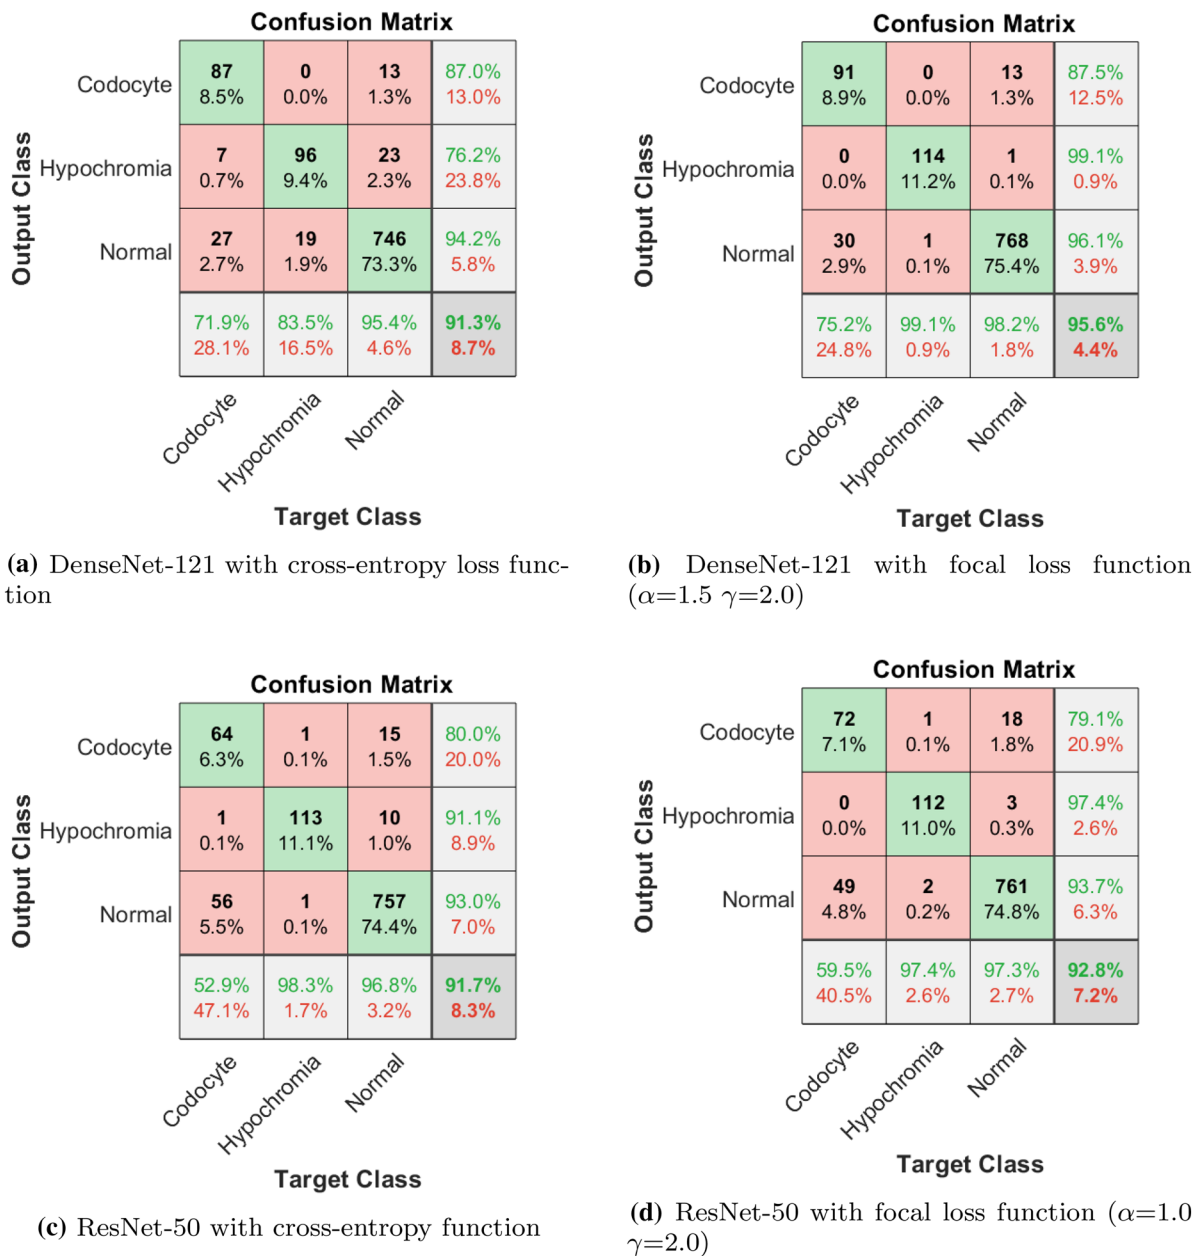 Confusion Matrix
Codocyte 87 0 13 87.0%
8.5% 0.0% 1.3% 13.0%
Hypochromia 7 96 23 76.2%
0.7% 9.4% 2.3% 23.8%
Normal 27 19 746 94.2%
2.7% 1.9% 73.3% 5.8%
71.9% 83.5% 95.4% 91.3%
28.1% 16.5% 4.6% 8.7%
Output Class
Codocyte Hypochromia Normal
Target Class
(a) DenseNet-121 with cross-entropy loss func-
tion
Confusion Matrix
Codocyte 91 0 13 87.5%
8.9% 0.0% 1.3% 12.5%
Hypochromia 0 114 1 99.1%
0.0% 11.2% 0.1% 0.9%
Normal 30 1 768 96.1%
2.9% 0.1% 75.4% 3.9%
75.2% 99.1% 98.2% 95.6%
24.8% 0.9% 1.8% 4.4%
Output Class
Codocyte Hypochromia Normal
Target Class
(b) DenseNet-121 with focal loss function
(α=1.5 γ=2.0)
Confusion Matrix
Codocyte 64 1 15 80.0%
6.3% 0.1% 1.5% 20.0%
Hypochromia 1 113 10 91.1%
0.1% 11.1% 1.0% 8.9%
Normal 56 1 757 93.0%
5.5% 0.1% 74.4% 7.0%
52.9% 98.3% 96.8% 91.7%
47.1% 1.7% 3.2% 8.3%
Output Class
Codocyte Hypochromia Normal
Target Class
(c) ResNet-50 with cross-entropy function
Confusion Matrix
Codocyte 72 1 18 79.1%
7.1% 0.1% 1.8% 20.9%
Hypochromia 0 112 3 97.4%
0.0% 11.0% 0.3% 2.6%
Normal 49 2 761 93.7%
4.8% 0.2% 74.8% 6.3%
59.5% 97.4% 97.3% 92.8%
40.5% 2.6% 2.7% 7.2%
Output Class
Codocyte Hypochromia Normal
Target Class
(d) ResNet-50 with focal loss function (α=1.0
γ=2.0)